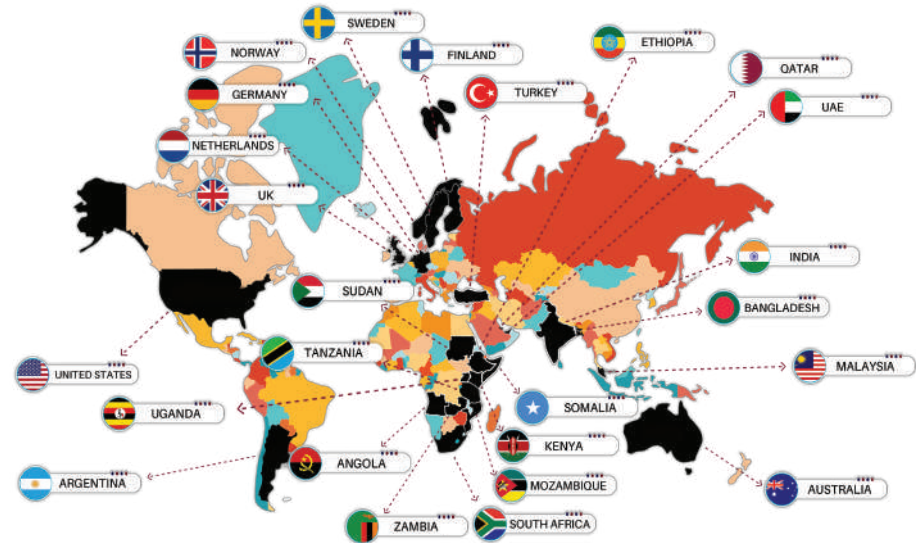 SWEDEN
NORWAY
FINLAND
ETHIOPIA
QATAR
GERMANY
TURKEY
UAE
NETHERLANDS
UK
INDIA
SUDAN
BANGLADESH
TANZANIA
MALAYSIA
UNITED STATES
UGANDA
SOMALIA
KENYA
ANGOLA
ARGENTINA
MOZAMBIQUE
AUSTRALIA
ZAMBIA
SOUTH AFRICA